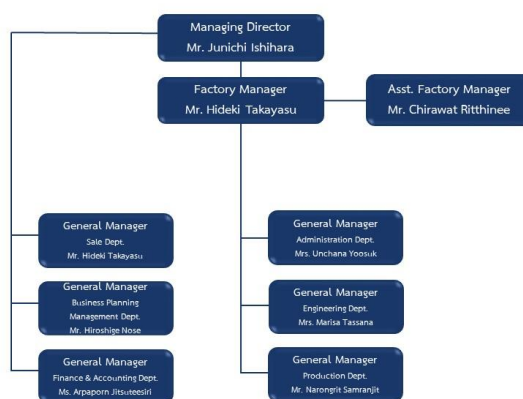 Managing Director
Mr. Junichi Ishihara
Factory Manager
Mr. Hideki Takayasu
Asst. Factory Manager
Mr. Chirawat Ritthinee
General Manager
Sale Dept.
Mr. Hideki Takayasu
General Manager
Business Planning
Management Dept.
Mr. Hiroshige Nose
General Manager
Finance & Accounting Dept.
Ms. Arpaporn Jitsuteesiri
General Manager
Administration Dept.
Mrs. Unchana Yoosuk
General Manager
Engineering Dept.
Mrs. Marisa Tassana
General Manager
Production Dept.
Mr. Narongrit Samranjit